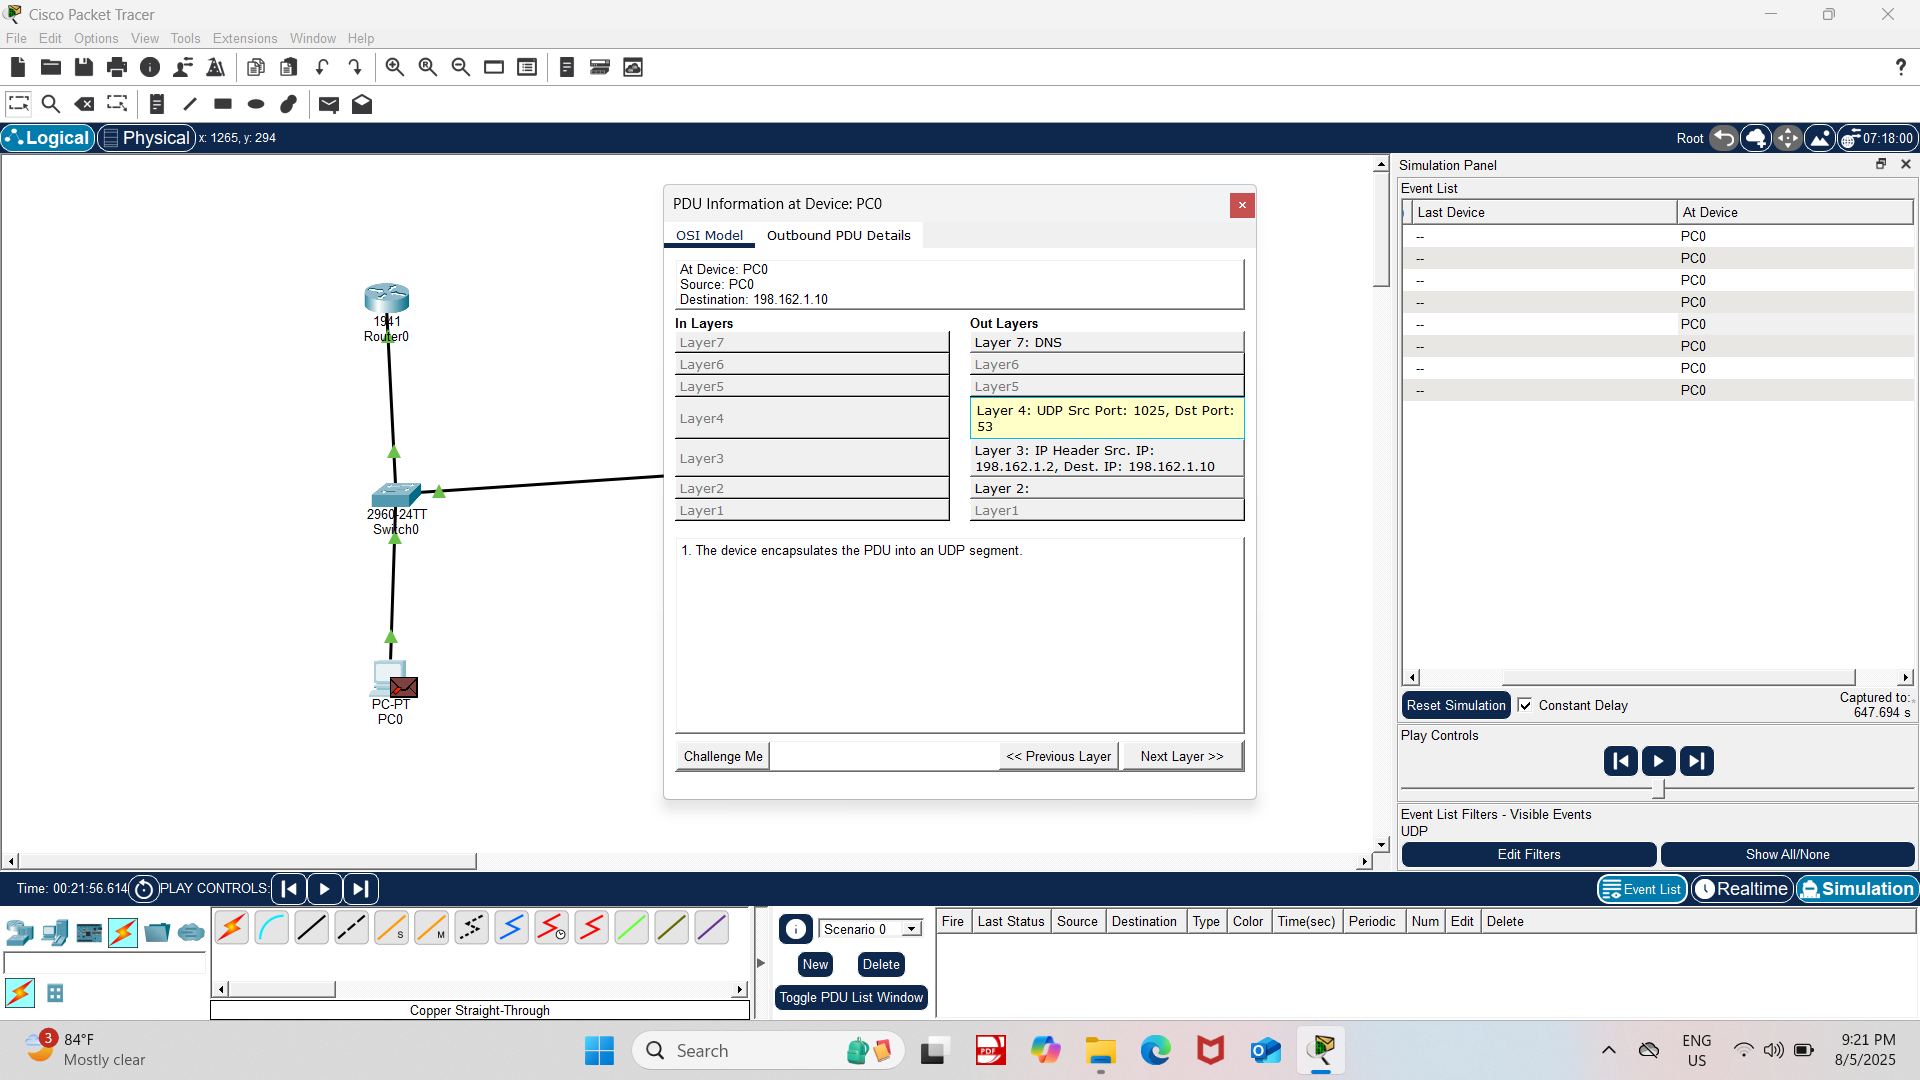 Cisco Packet Tracer
File Edit Options View Tools Extensions Window Help
?
Logical Physical x: 1265, y: 294
Root 07:18:00
Simulation Panel
Event List
Last Device At Device
-- PC0
-- PC0
-- PC0
-- PC0
-- PC0
-- PC0
-- PC0
-- PC0
1941
Router0
2960-24TT
Switch0
PC-PT
PC0
PDU Information at Device: PC0
OSI Model Outbound PDU Details
At Device: PC0
Source: PC0
Destination: 198.162.1.10
In Layers Out Layers
Layer7 Layer 7: DNS
Layer6 Layer6
Layer5 Layer5
Layer4 Layer 4: UDP Src Port: 1025, Dst Port:
53
Layer3 Layer 3: IP Header Src. IP:
198.162.1.2, Dest. IP: 198.162.1.10
Layer2 Layer 2:
Layer1 Layer1
1. The device encapsulates the PDU into an UDP segment.
Challenge Me << Previous Layer Next Layer >>
Reset Simulation Constant Delay Captured to:
647.694 s
Play Controls
Event List Filters - Visible Events
UDP
Edit Filters Show All/None
Time: 00:21:56.614 PLAY CONTROLS: Event List Realtime Simulation
S M
Copper Straight-Through
Scenario 0
New Delete
Toggle PDU List Window
Fire Last Status Source Destination Type Color Time(sec) Periodic Num Edit Delete
3 84°F
Mostly clear
Search
PDF
ENG
US
9:21 PM
8/5/2025